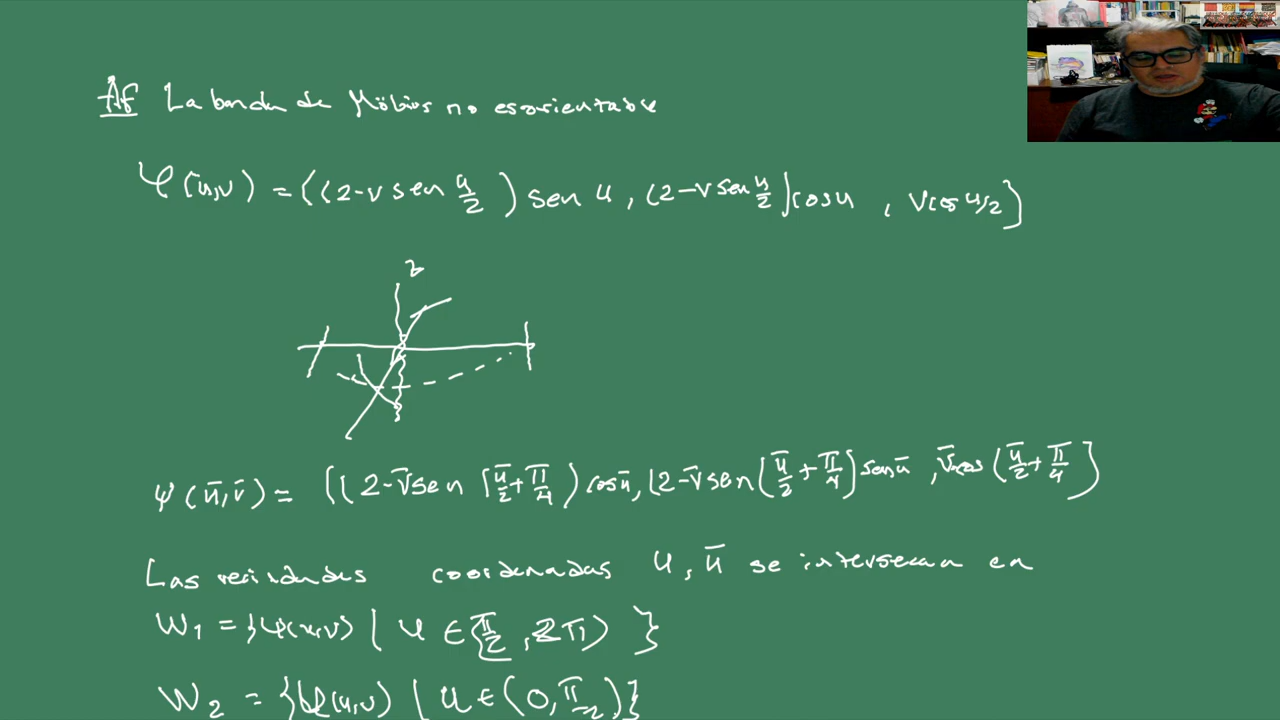 Af La banda de Möbius no es orientable
φ(u,v) = ((2-v sen u/2) sen u, (2-v sen u/2) cos u, v cos u/2)
z
ψ(ū,v̄) = ((2-v̄ sen (ū/2+π/4) cos ū, (2-v̄ sen (ū/2+π/4) sen ū, v̄ cos (ū/2+π/4))
Las vecindades coordenadas u, ū se intersecan en
W1 = {φ(u,v) | u ∈ (π/2, 2π) }
W2 = {φ(u,v) | u ∈ (0, π/2)}